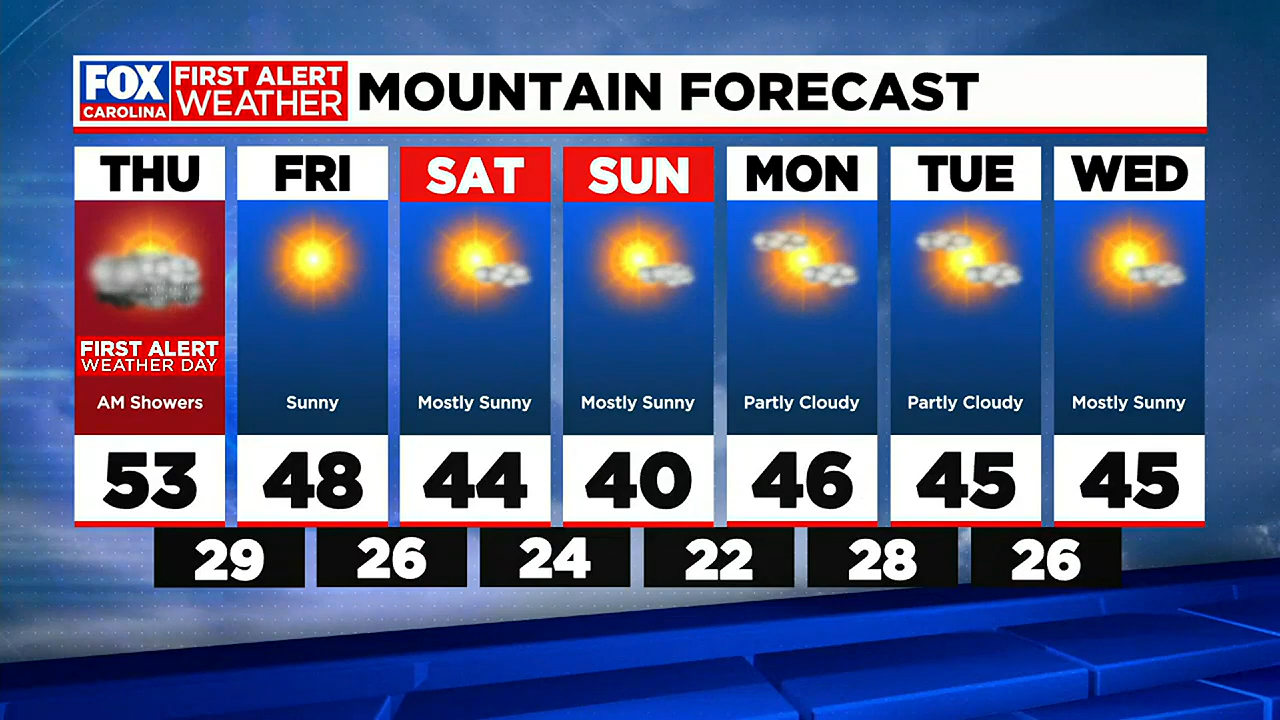 FOX
CAROLINA
FIRST ALERT
WEATHER
MOUNTAIN FORECAST
THU
FRI
SAT
SUN
MON
TUE
WED
FIRST ALERT
WEATHER DAY
AM Showers
Sunny
Mostly Sunny
Mostly Sunny
Partly Cloudy
Partly Cloudy
Mostly Sunny
53
48
44
40
46
45
45
29
26
24
22
28
26